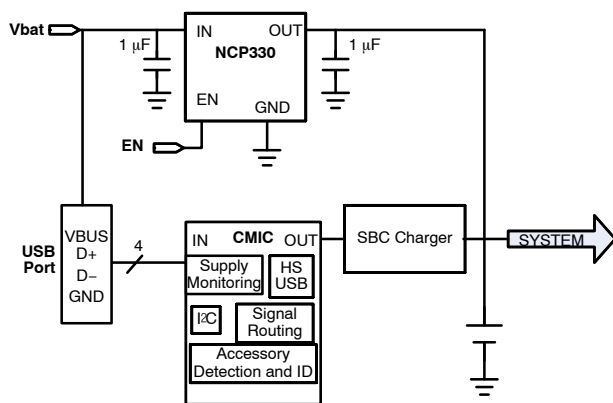 Vbat
IN
OUT
1 μF
NCP330
1 μF
EN
GND
EN
USB
Port
VBUS
D+
D−
GND
4
IN
CMIC
OUT
Supply
Monitoring
HS
USB
I2C
Signal
Routing
Accessory
Detection and ID
SBC Charger
SYSTEM